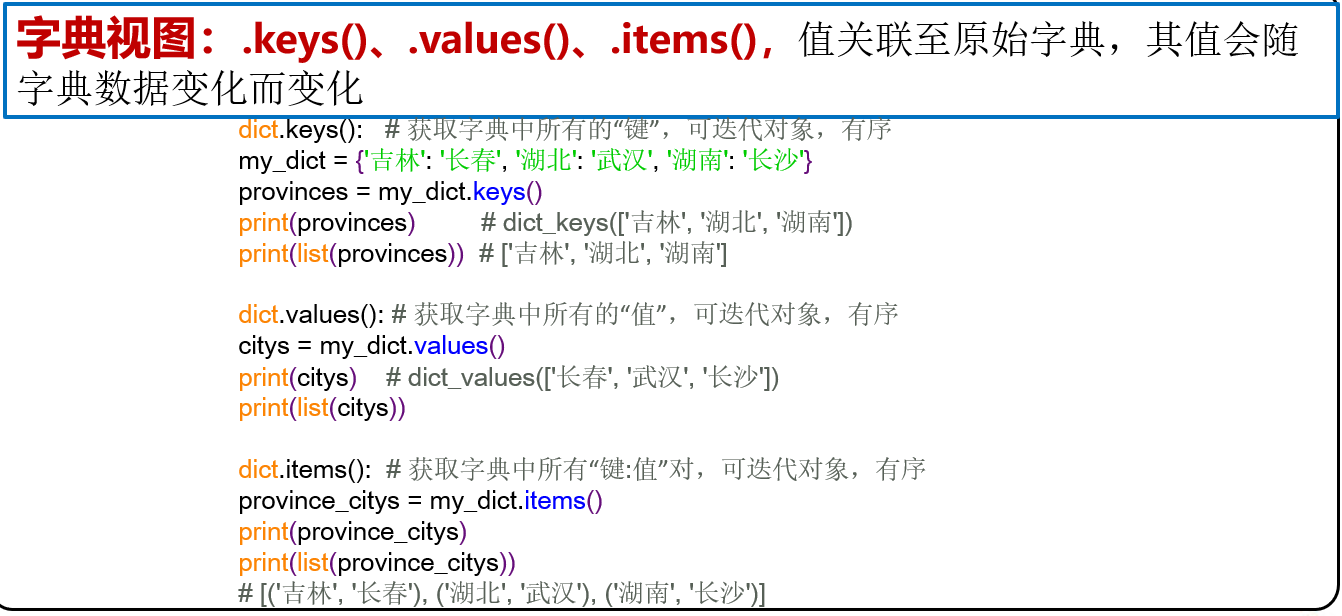 字典视图：.keys()、.values()、.items()，值关联至原始字典，其值会随
字典数据变化而变化
dict.keys():   # 获取字典中所有的“键”，可迭代对象，有序
my_dict = {'吉林': '长春', '湖北': '武汉', '湖南': '长沙'}
provinces = my_dict.keys()
print(provinces)          # dict_keys(['吉林', '湖北', '湖南'])
print(list(provinces))  # ['吉林', '湖北', '湖南']
dict.values(): # 获取字典中所有的“值”，可迭代对象，有序
citys = my_dict.values()
print(citys)    # dict_values(['长春', '武汉', '长沙'])
print(list(citys))
dict.items():  # 获取字典中所有“键:值”对，可迭代对象，有序
province_citys = my_dict.items()
print(province_citys)
print(list(province_citys))
# [('吉林', '长春'), ('湖北', '武汉'), ('湖南', '长沙')]